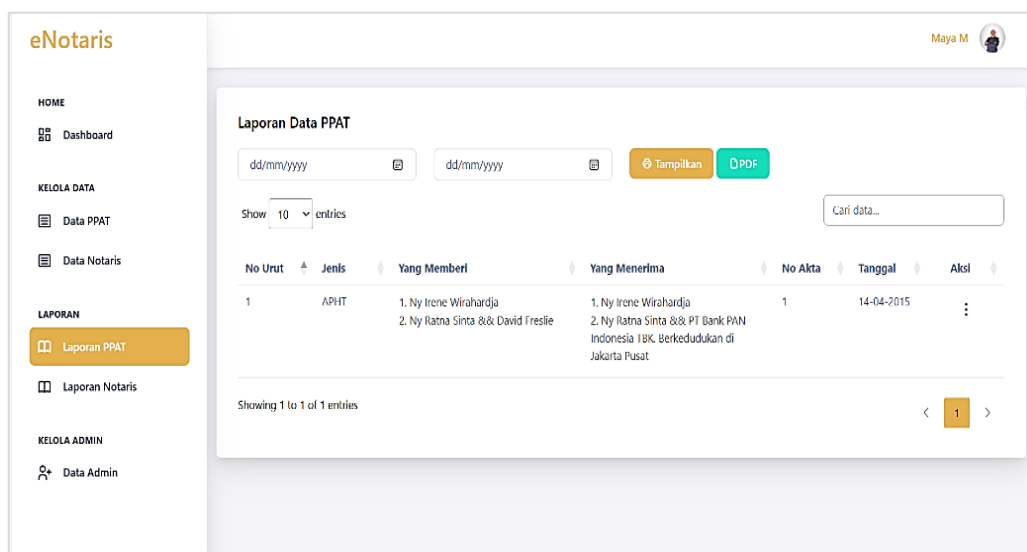 eNotaris
Maya M
HOME
Dashboard
KELOLA DATA
Data PPAT
Data Notaris
LAPORAN
Laporan PPAT
Laporan Notaris
KELOLA ADMIN
Data Admin
Laporan Data PPAT
dd/mm/yyyy dd/mm/yyyy Tampilkan PDF
Show 10 entries
Cari data...
No Urut Jenis Yang Memberi Yang Menerima No Akta Tanggal Aksi
1 APHT 1. Ny Irene Wirahardja 1. Ny Irene Wirahardja 1 14-04-2015
2. Ny Ratna Sinta && David Freslie 2. Ny Ratna Sinta && PT Bank PAN
Indonesia TBK. Berkedudukan di
Jakarta Pusat
Showing 1 to 1 of 1 entries
< 1 >